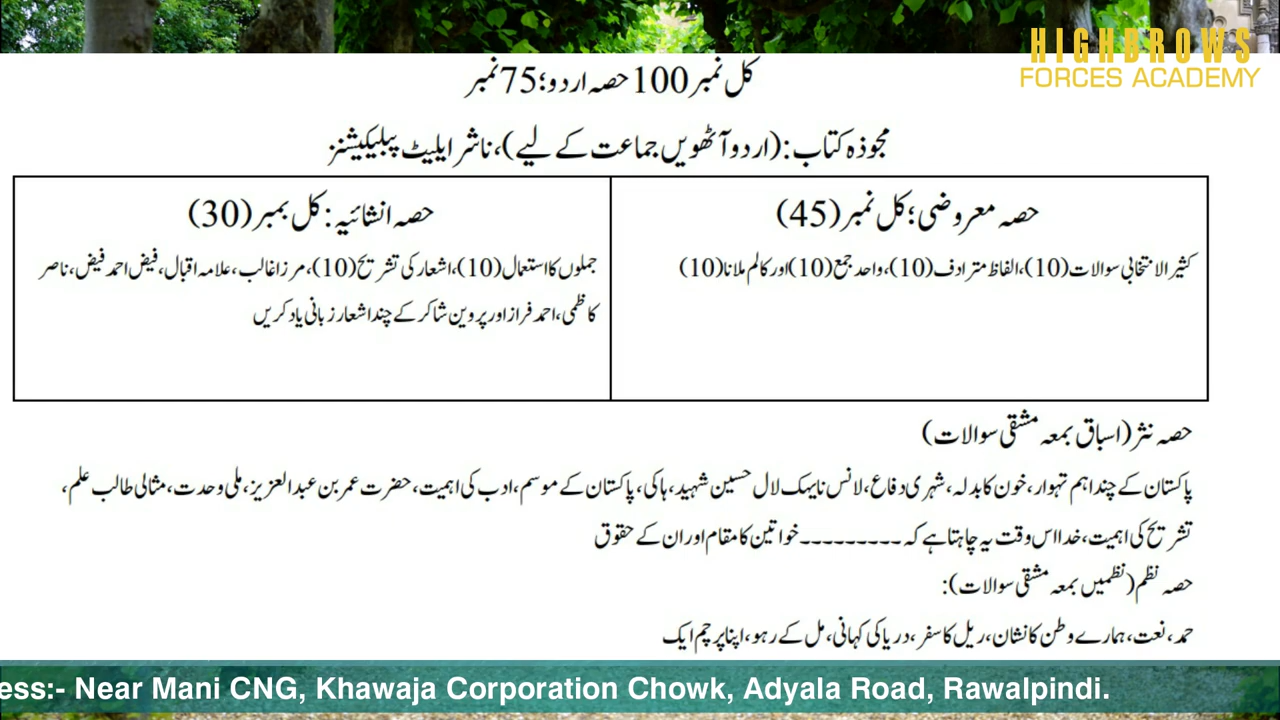 HIGHBROWS
FORCES ACADEMY
کل نمبر 100 حصہ اردو؛ 75 نمبر
مجوذہ کتاب: (اردو آٹھویں جماعت کے لیے)، ناشر ایلیٹ پبلیکیشنز
حصہ معروضی؛ کل نمبر (45)
کثیر الانتخابی سوالات (10)، الفاظ مترادف (10)، واحد جمع (10) اور کالم ملانا (10)
حصہ انشائیہ: کل بمبر (30)
جملوں کا استعمال (10)، اشعار کی تشریح (10)، مرزا غالب، علامہ اقبال، فیض احمد فیض، ناصر
کاظمی، احمد فراز اور پروین شاکر کے چند اشعار زبانی یاد کریں
حصہ نثر (اسباق بمعہ مشقی سوالات)
پاکستان کے چند اہم تہوار، خون کا بدلہ، شہری دفاع، لانس نایہک لال حسین شہید، ہاکی، پاکستان کے موسم، ادب کی اہمیت، حضرت عمر بن عبدالعزیز، ملی وحدت، مثالی طالب علم،
تشریح کی اہمیت، خدا اس وقت یہ چاہتا ہے کہ ---------- خواتین کا مقام اور ان کے حقوق
حصہ نظم (نظمیں بمعہ مشقی سوالات):
حمد، نعت، ہمارے وطن کا نشان، ریل کا سفر، دریا کی کہانی، مل کے رہو، اپنا پرچم ایک
ess:- Near Mani CNG, Khawaja Corporation Chowk, Adyala Road, Rawalpindi.